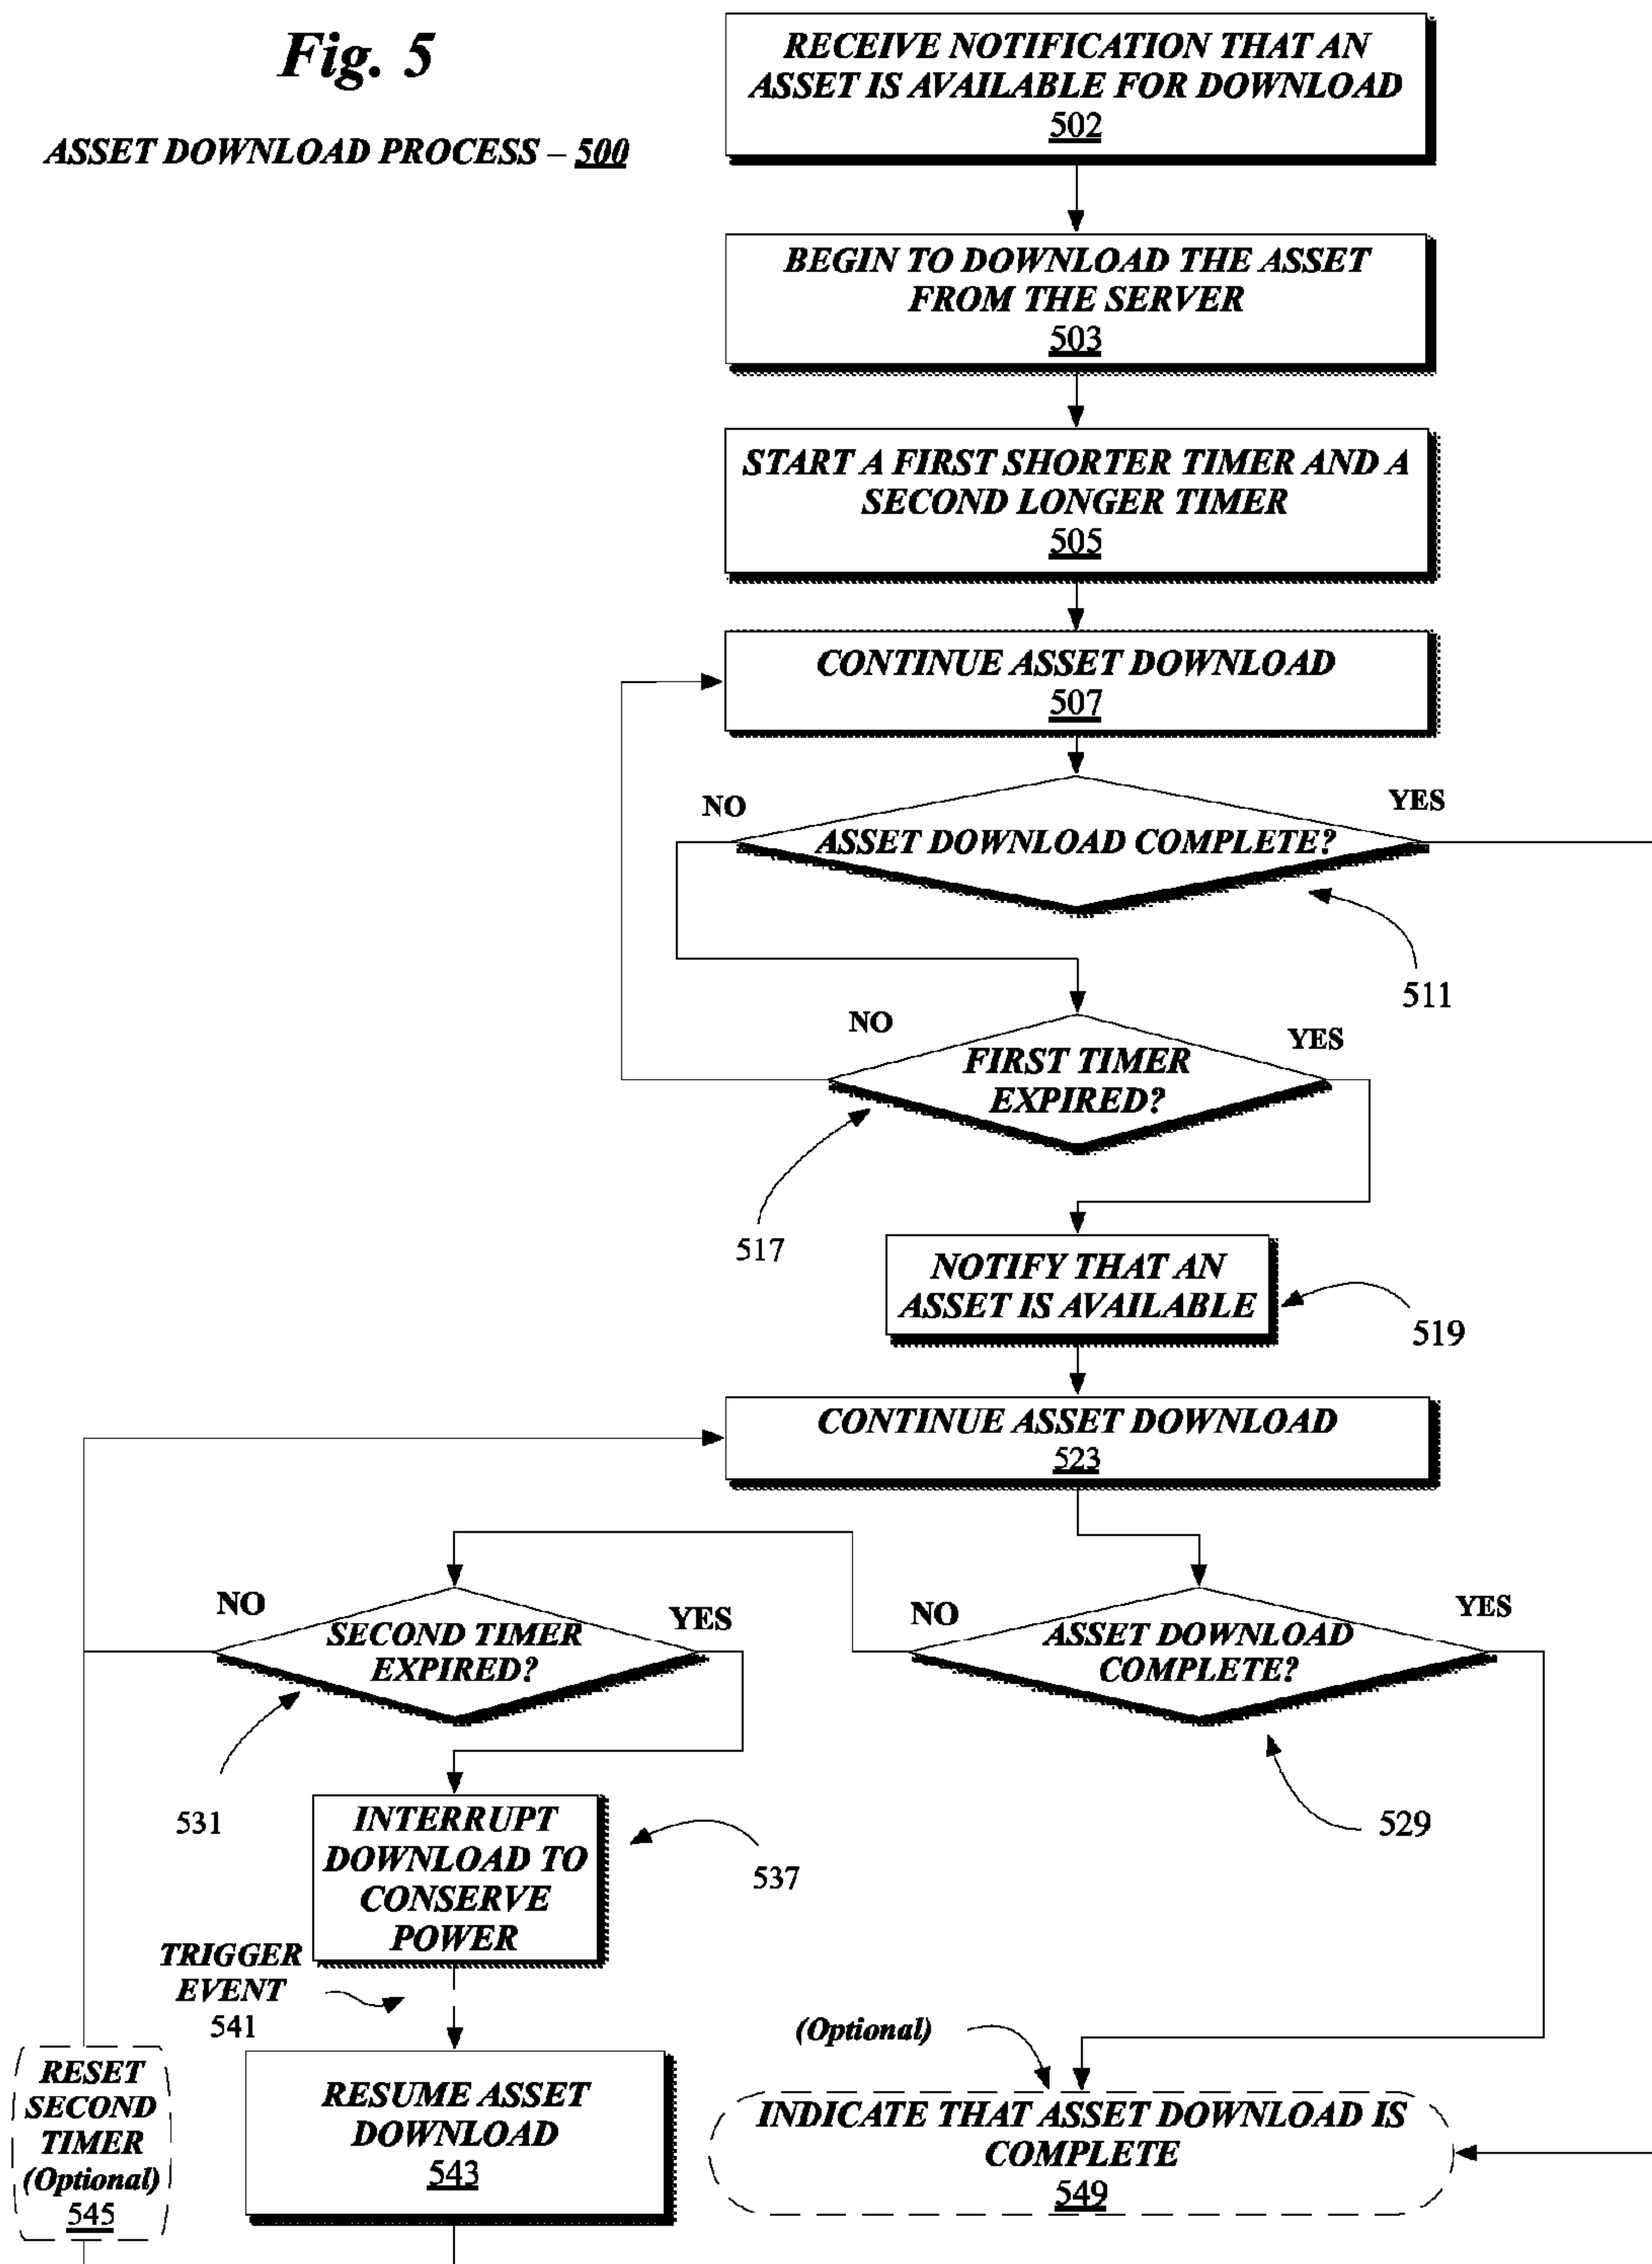 Fig. 5
ASSET DOWNLOAD PROCESS – 500
RECEIVE NOTIFICATION THAT AN
ASSET IS AVAILABLE FOR DOWNLOAD
502
BEGIN TO DOWNLOAD THE ASSET
FROM THE SERVER
503
START A FIRST SHORTER TIMER AND A
SECOND LONGER TIMER
505
CONTINUE ASSET DOWNLOAD
507
NO
YES
ASSET DOWNLOAD COMPLETE?
511
NO
YES
FIRST TIMER
EXPIRED?
517
NOTIFY THAT AN
ASSET IS AVAILABLE
519
CONTINUE ASSET DOWNLOAD
523
NO
YES
SECOND TIMER
EXPIRED?
531
NO
YES
ASSET DOWNLOAD
COMPLETE?
529
INTERRUPT
DOWNLOAD TO
CONSERVE
POWER
537
TRIGGER
EVENT
541
RESET
SECOND
TIMER
(Optional)
545
RESUME ASSET
DOWNLOAD
543
(Optional)
INDICATE THAT ASSET DOWNLOAD IS
COMPLETE
549